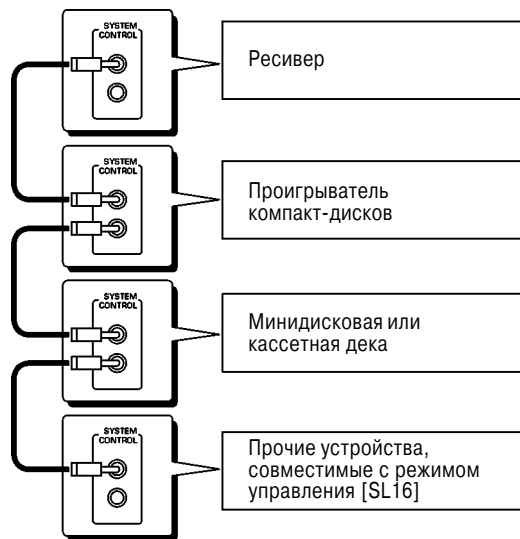 SYSTEM
CONTROL
Ресивер
SYSTEM
CONTROL
Проигрыватель
компакт-дисков
SYSTEM
CONTROL
Минидисковая или
кассетная дека
SYSTEM
CONTROL
Прочие устройства,
совместимые с режимом
управления [SL16]